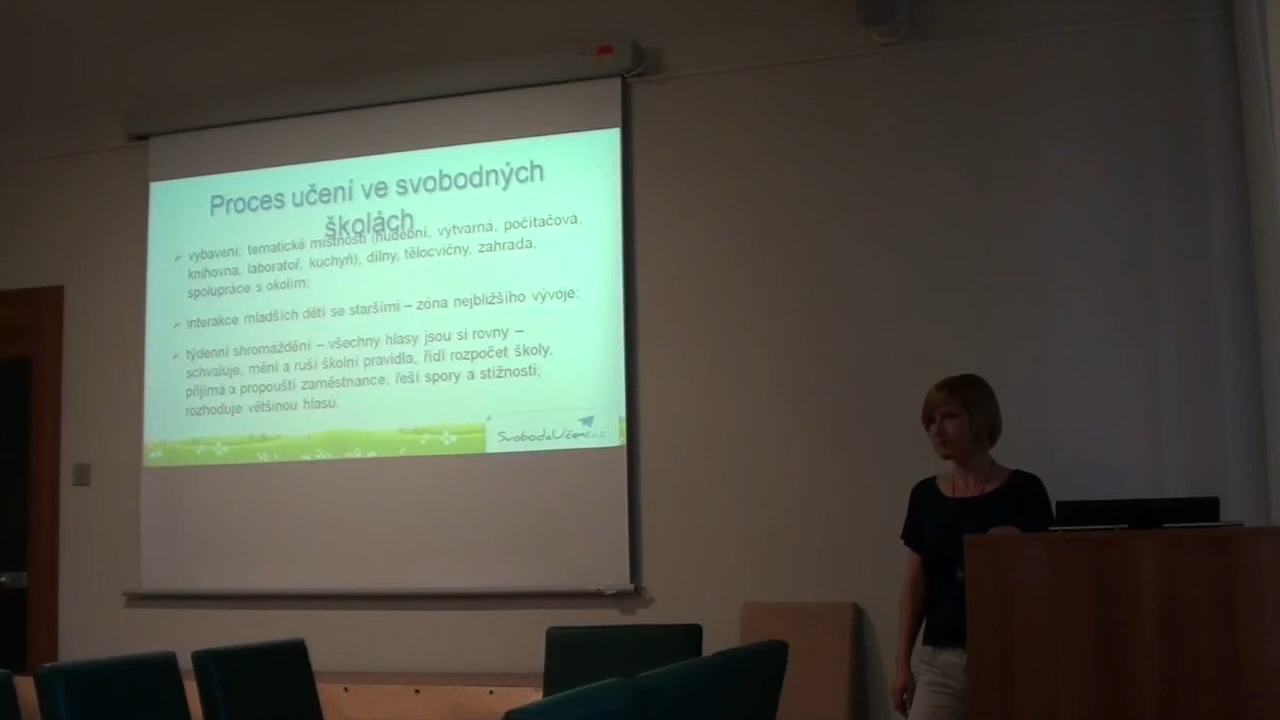 Proces učení ve svobodných
školách
vybavení: tematické místnosti (hudební, výtvarná, počítačová,
knihovna, laboratoř, kuchyň), dílny, tělocvičny, zahrada,
spolupráce s okolím;
interakce mladších dětí se staršími – zóna nejbližšího vývoje;
týdenní shromáždění – všechny hlasy jsou si rovny –
schvaluje, mění a ruší školní pravidla, řídí rozpočet školy,
přijímá a propouští zaměstnance, řeší spory a stížnosti;
rozhoduje většinou hlasů.
SvobodaUčení.cz